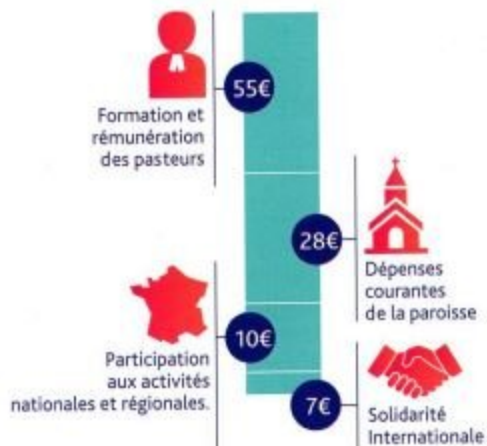 55€
Formation et
rémunération
des pasteurs
28€
Dépenses
courantes
de la paroisse
10€
Participation
aux activités
nationales et régionales.
7€
Solidarité
Internationale